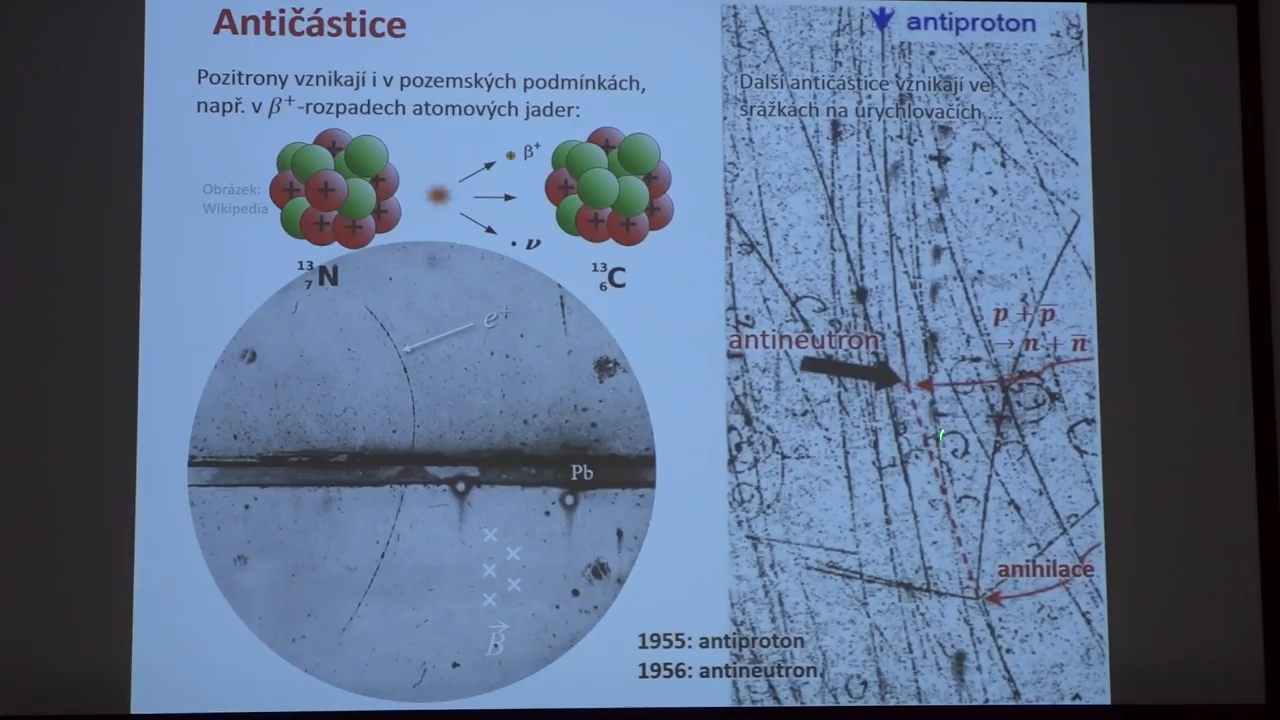 Antičástice
Pozitrony vznikají i v pozemských podmínkách,
např. v β⁺-rozpadech atomových jader:
Obrázek:
Wikipedia
β⁺
ν
¹³₇N
¹³₆C
e⁺
Pb
B⃗
antiproton
Další antičástice vznikají ve
srážkách na urychlovačích ...
p + p̅
→ n + n̅
antineutron
anihilace
1955: antiproton
1956: antineutron